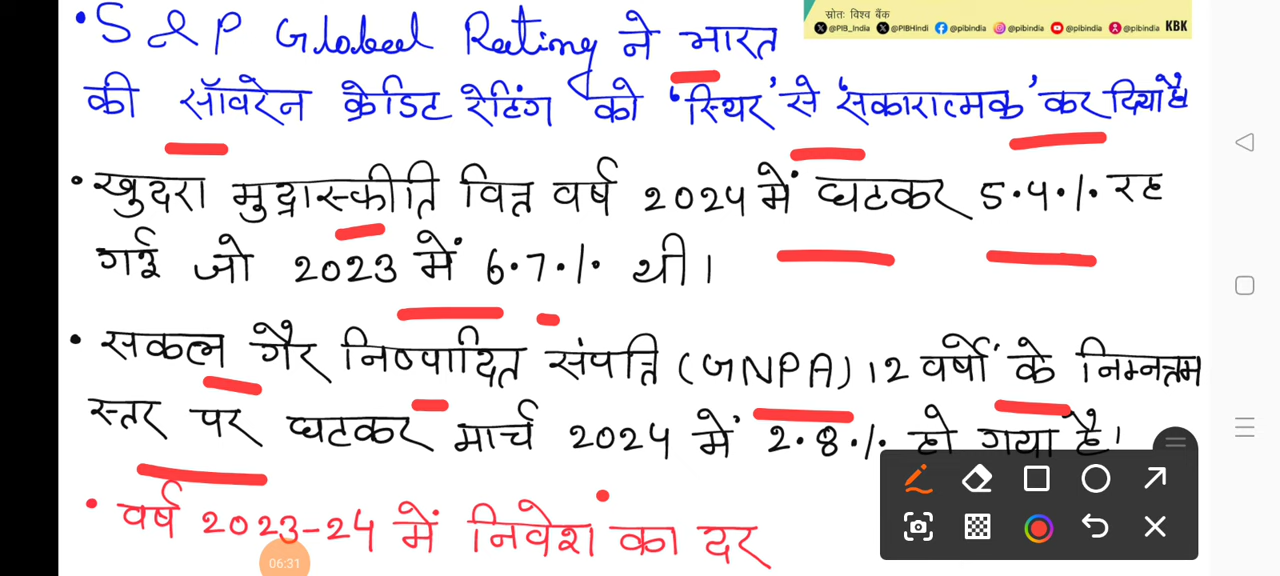 स्रोतः विश्व बैंक
@PIB_India @PIBHindi @pibindia @pibindia @pibindia @pibindia KBK
• S & P Global Rating ने भारत
की सॉवरेन क्रेडिट रेटिंग को 'स्थिर' से 'सकारात्मक' कर दिया है।
• खुदरा मुद्रास्फीति वित्त वर्ष 2024 में घटकर 5.4% रह
गई जो 2023 में 6.7% थी।
• सकल गैर निष्पादित संपत्ति (GNPA) 12 वर्षों के निम्नत्तम
स्तर पर घटकर मार्च 2024 में 2.8% हो गया है।
• वर्ष 2023-24 में निवेश का दर
06:31